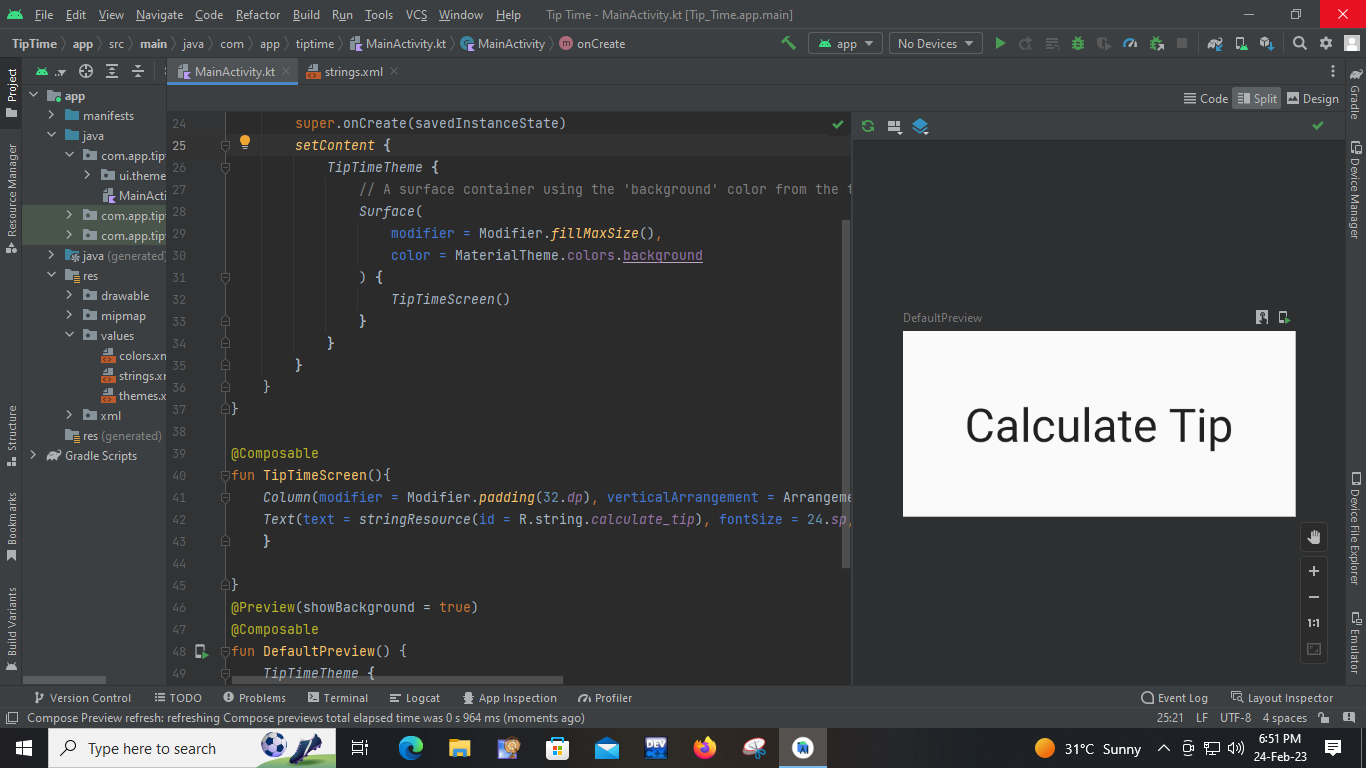 File Edit View Navigate Code Refactor Build Run Tools VCS Window Help Tip Time - MainActivity.kt [Tip_Time.app.main]
TipTime app src main java com app tiptime MainActivity.kt MainActivity onCreate app No Devices
Project
Resource Manager
Structure
Bookmarks
Build Variants
..
app
manifests
java
com.app.tip
ui.theme
MainActi
com.app.tip
com.app.tip
java (generated)
res
drawable
mipmap
values
colors.xm
strings.xm
themes.x
xml
res (generated)
Gradle Scripts
MainActivity.kt strings.xml
Code Split Design
24 super.onCreate(savedInstanceState)
25 setContent {
26 TipTimeTheme {
27 // A surface container using the 'background' color from the t
28 Surface(
29 modifier = Modifier.fillMaxSize(),
30 color = MaterialTheme.colors.background
31 ) {
32 TipTimeScreen()
33 }
34 }
35 }
36 }
37 }
38
39 @Composable
40 fun TipTimeScreen(){
41 Column(modifier = Modifier.padding(32.dp), verticalArrangement = Arrangeme
42 Text(text = stringResource(id = R.string.calculate_tip), fontSize = 24.sp,
43 }
44
45 }
46 @Preview(showBackground = true)
47 @Composable
48 fun DefaultPreview() {
49 TipTimeTheme {
DefaultPreview
Calculate Tip
1:1
Gradle
Device Manager
Device File Explorer
Emulator
Version Control TODO Problems Terminal Logcat App Inspection Profiler Event Log Layout Inspector
Compose Preview refresh: refreshing Compose previews total elapsed time was 0 s 964 ms (moments ago) 25:21 LF UTF-8 4 spaces
Type here to search
DEV
31°C Sunny
6:51 PM
24-Feb-23